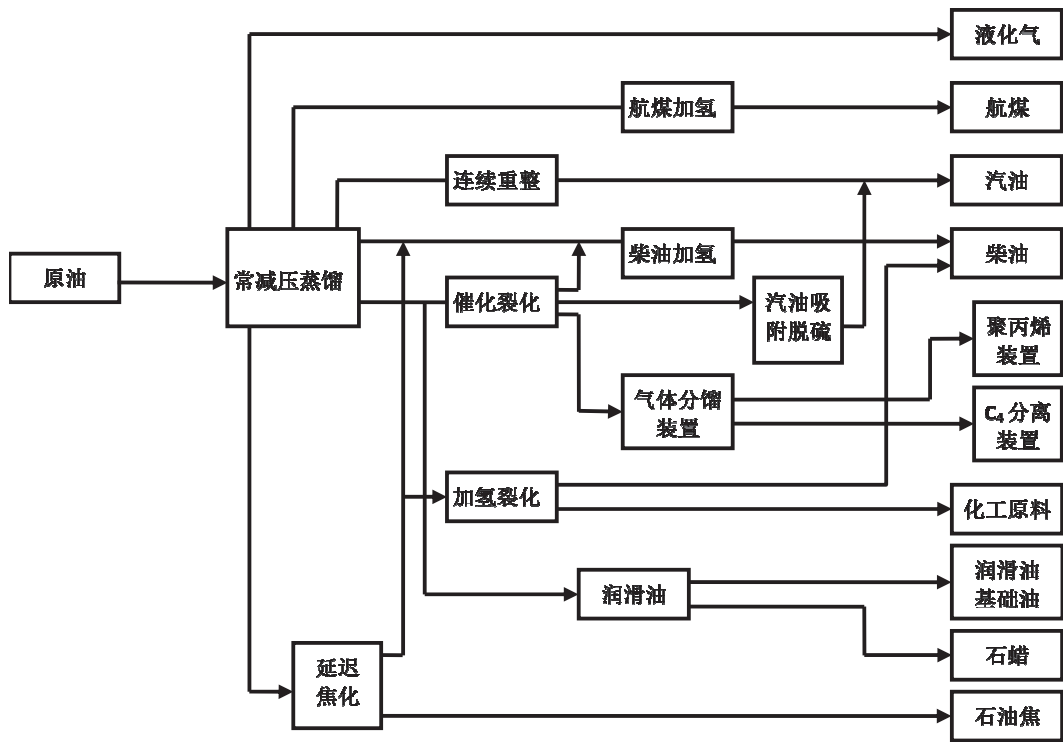 液化气
航煤加氢
航煤
连续重整
汽油
原油
常减压蒸馏
柴油加氢
柴油
催化裂化
汽油吸
附脱硫
聚丙烯
装置
气体分馏
装置
C₄分离
装置
加氢裂化
化工原料
润滑油
润滑油
基础油
延迟
焦化
石蜡
石油焦